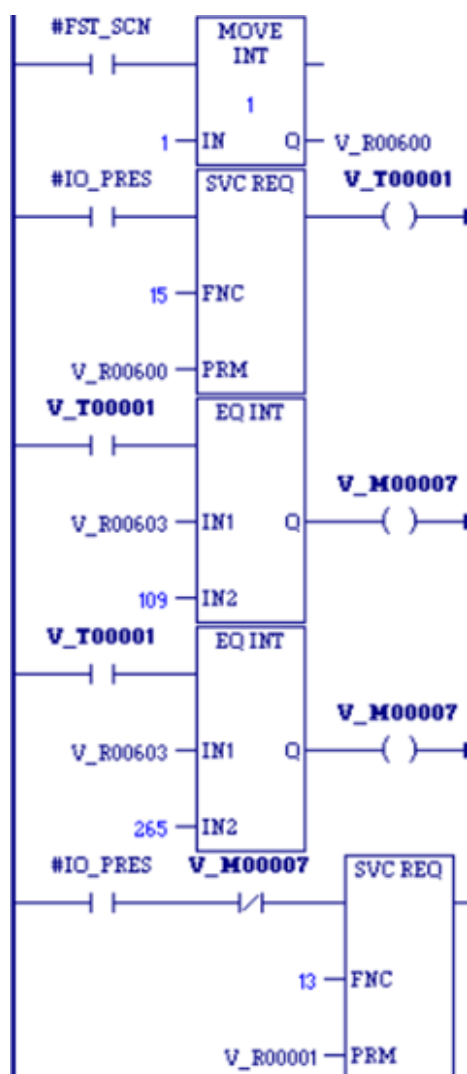 #FST_SCN
MOVE
INT
1
1 IN Q V_R00600
#IO_PRES SVC REQ V_T00001
15 FNC
V_R00600 PRM
V_T00001 EQ INT
V_M00007
V_R00603 IN1 Q
109 IN2
V_T00001 EQ INT
V_M00007
V_R00603 IN1 Q
265 IN2
#IO_PRES V_M00007 SVC REQ
13 FNC
V_R00001 PRM